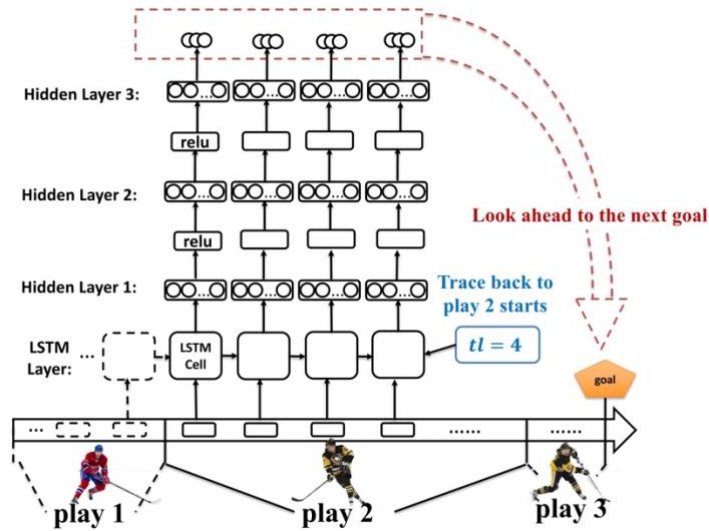 Hidden Layer 3:
relu
Hidden Layer 2:
Look ahead to the next goal
relu
Hidden Layer 1:
Trace back to
play 2 starts
LSTM
Layer:
...
LSTM
Cell
tl = 4
goal
...
......
......
play 1
play 2
play 3